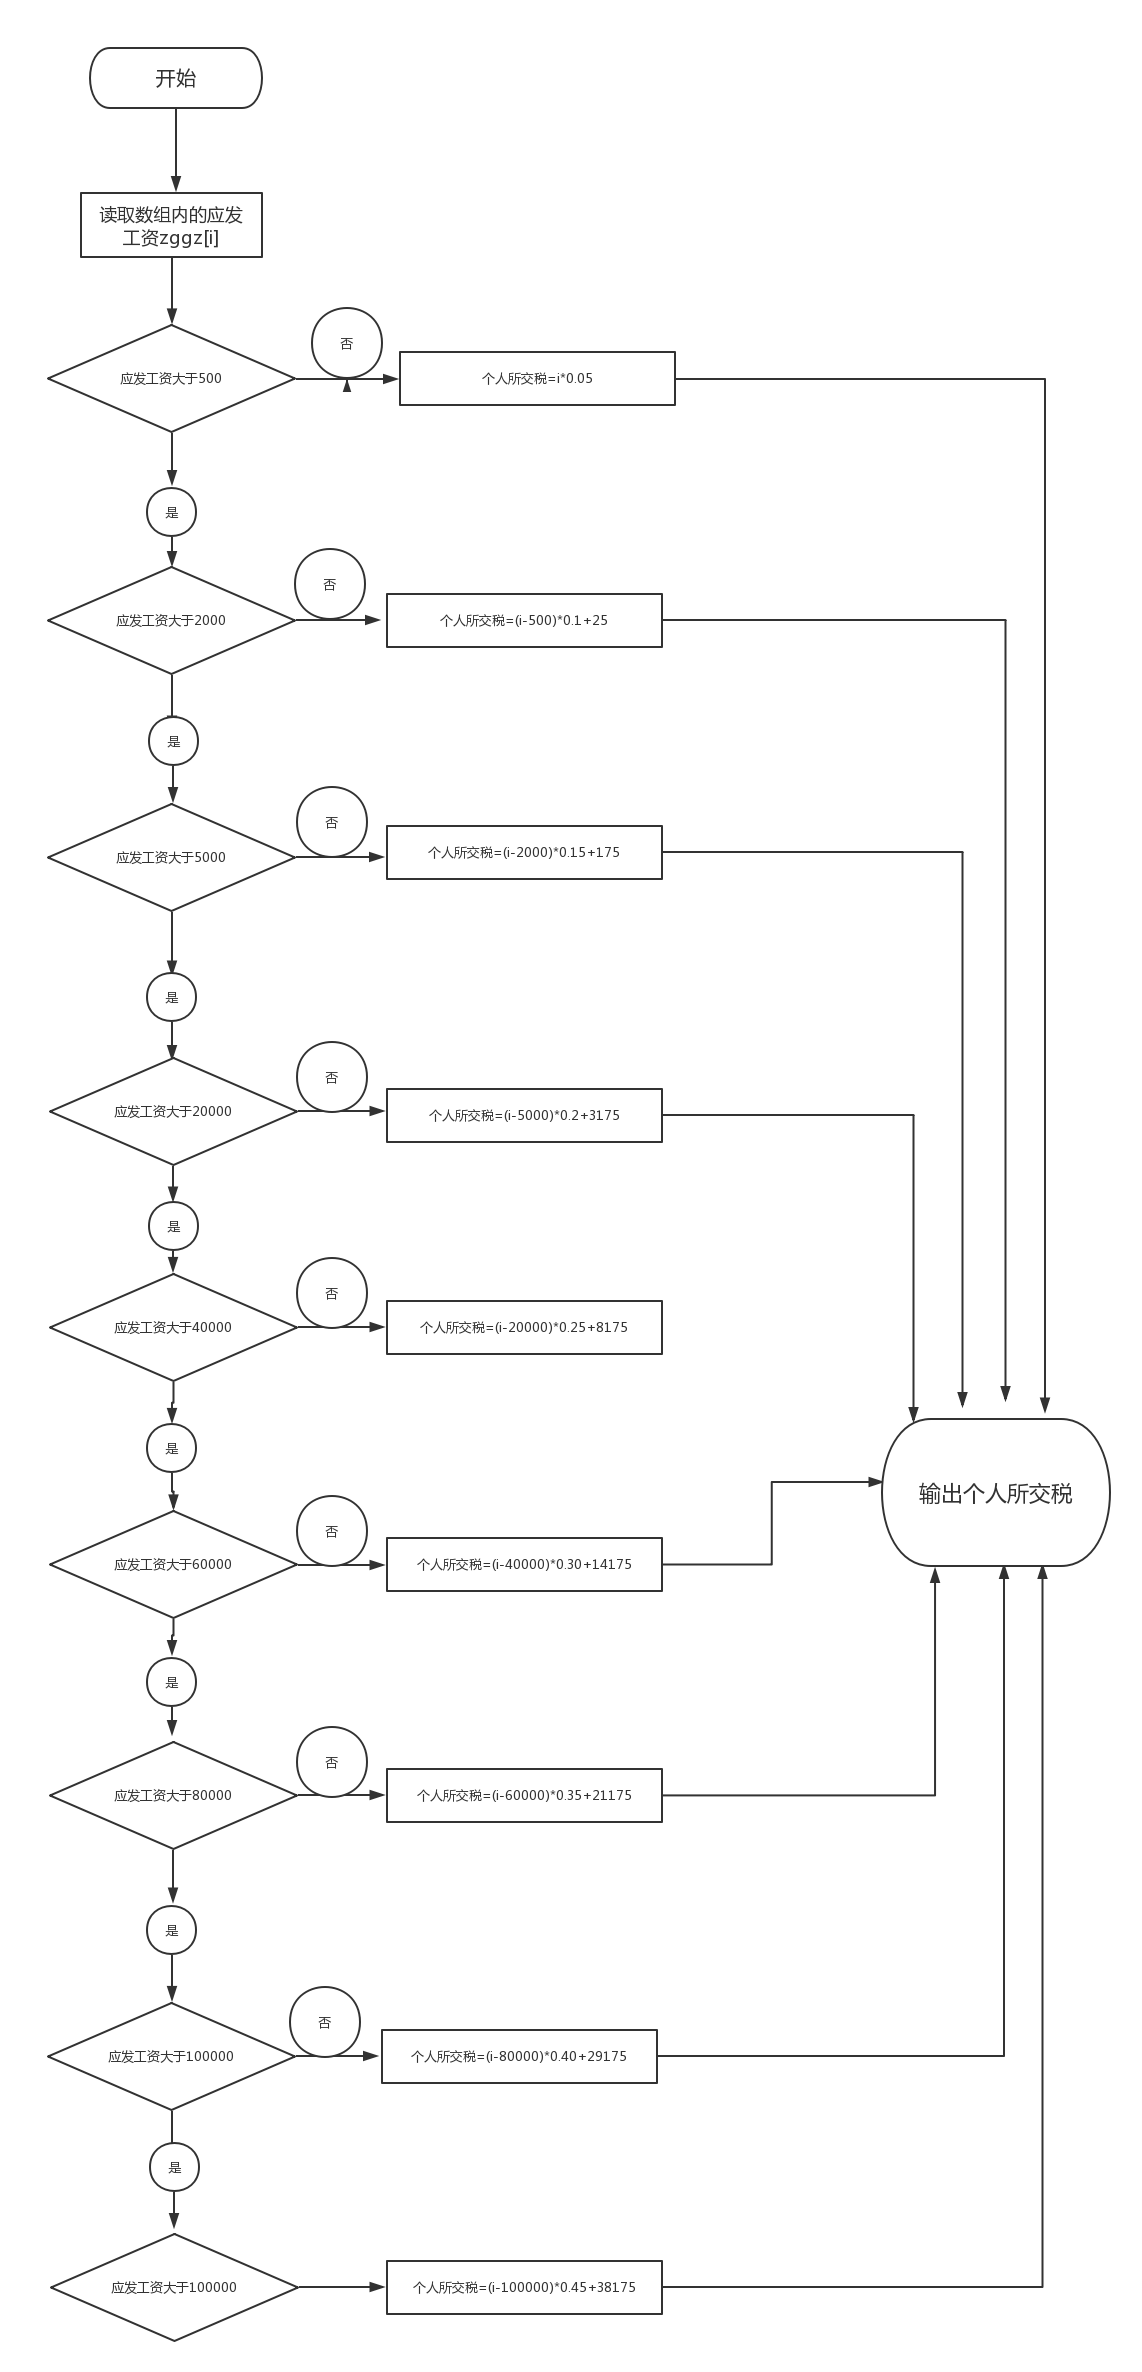 开始
读取数组内的应发
工资zggz[i]
否
应发工资大于500
个人所交税=i*0.05
是
否
应发工资大于2000
个人所交税=(i-500)*0.1+25
是
否
应发工资大于5000
个人所交税=(i-2000)*0.15+175
是
否
应发工资大于20000
个人所交税=(i-5000)*0.2+3175
是
否
应发工资大于40000
个人所交税=(i-20000)*0.25+8175
是
输出个人所交税
否
应发工资大于60000
个人所交税=(i-40000)*0.30+14175
是
否
应发工资大于80000
个人所交税=(i-60000)*0.35+21175
是
否
应发工资大于100000
个人所交税=(i-80000)*0.40+29175
是
应发工资大于100000
个人所交税=(i-100000)*0.45+38175